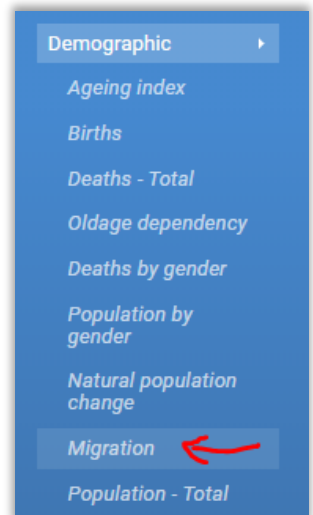 Demographic
Ageing index
Births
Deaths - Total
Oldage dependency
Deaths by gender
Population by
gender
Natural population
change
Migration
Population - Total